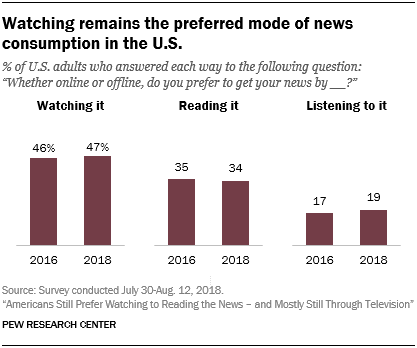 Watching remains the preferred mode of news
consumption in the U.S.
% of U.S. adults who answered each way to the following question:
“Whether online or offline, do you prefer to get your news by __?”
Watching it Reading it Listening to it
46% 47% 35 34 17 19
2016 2018 2016 2018 2016 2018
Source: Survey conducted July 30-Aug. 12, 2018.
“Americans Still Prefer Watching to Reading the News – and Mostly Still Through Television”
PEW RESEARCH CENTER